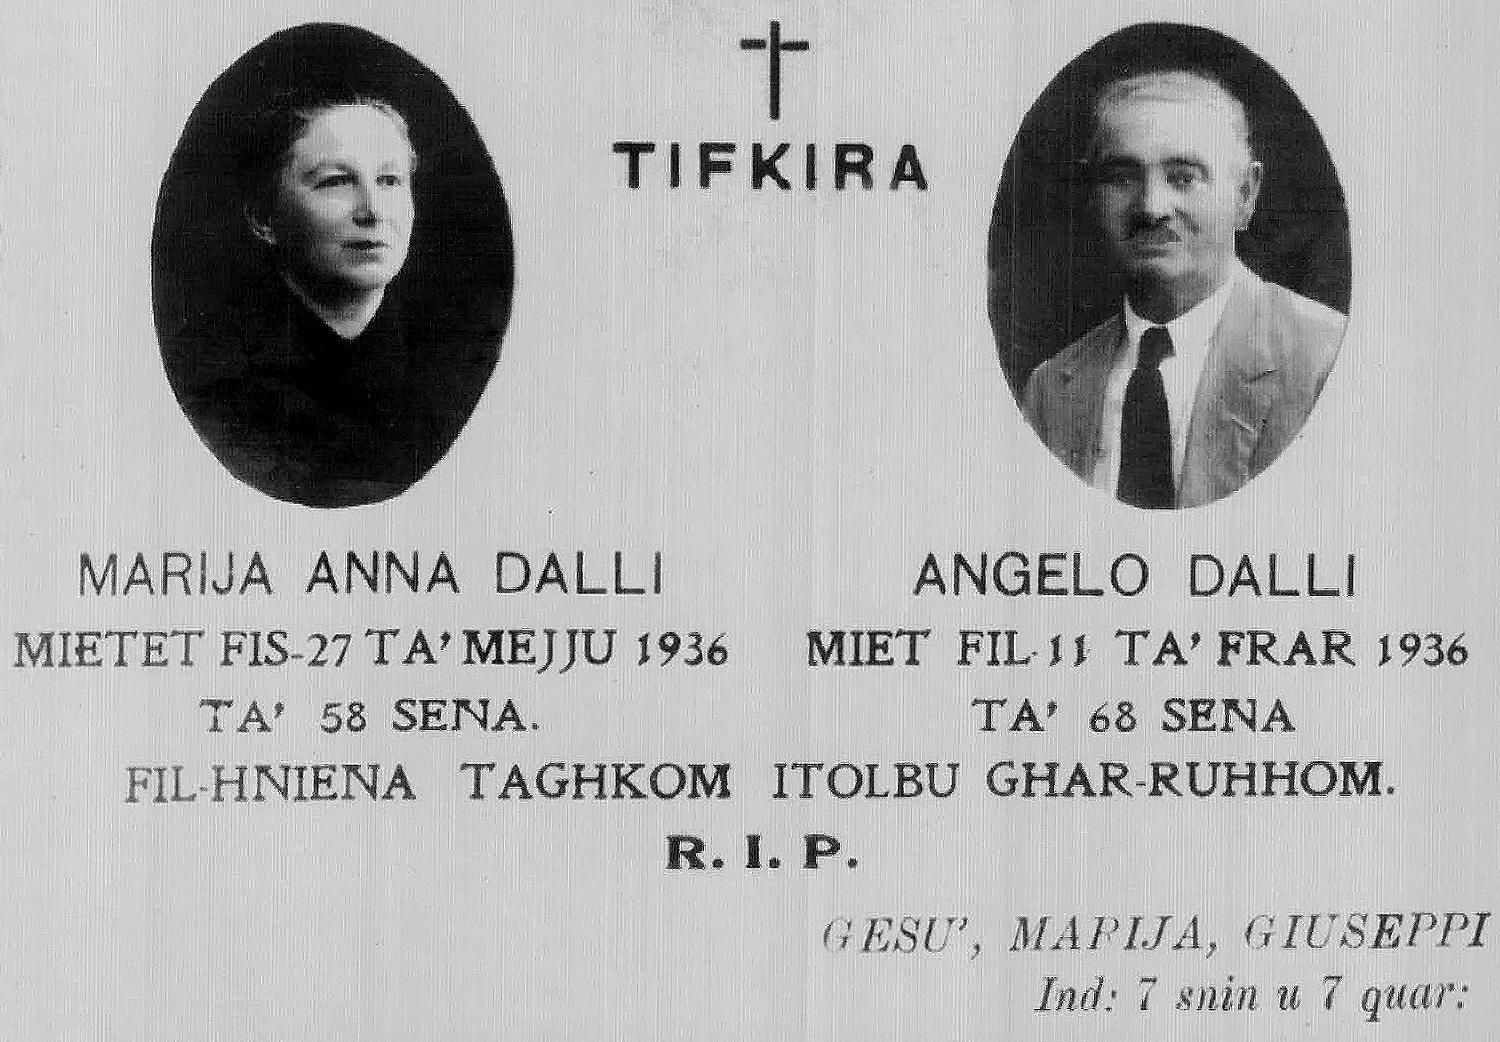 TIFKIRA
MARIJA ANNA DALLI
MIETET FIS-27 TA' MEJJU 1936
TA' 58 SENA.
ANGELO DALLI
MIET FIL-11 TA' FRAR 1936
TA' 68 SENA
FIL-HNIENA TAGHKOM ITOLBU GHAR-RUHHOM.
R. I. P.
GESU', MARIJA, GIUSEPPI
Ind: 7 snin u 7 quar: